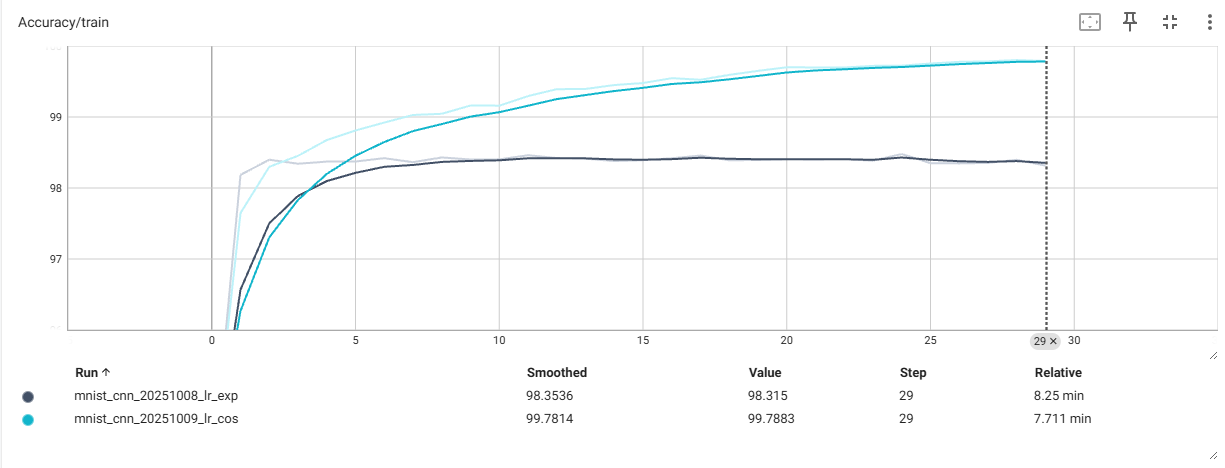 Accuracy/train
99
98
97
0 5 10 15 20 25 29 30
Run Smoothed Value Step Relative
mnist_cnn_20251008_lr_exp 98.3536 98.315 29 8.25 min
mnist_cnn_20251009_lr_cos 99.7814 99.7883 29 7.711 min